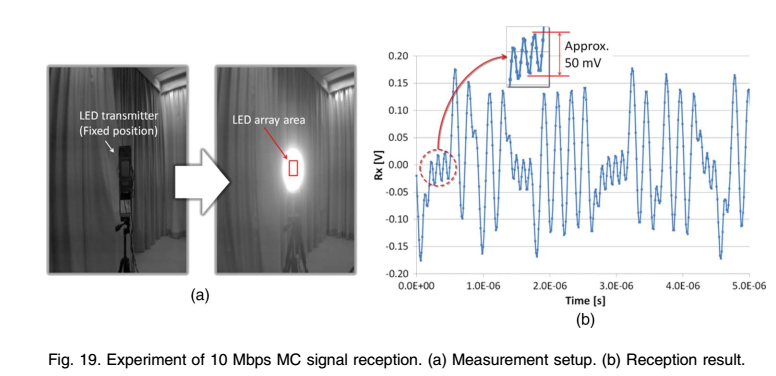 LED transmitter
(Fixed position)
LED array area
(a)
Approx.
50 mV
0.20
0.15
0.10
0.05
0.00
-0.05
-0.10
-0.15
-0.20
Rx [V]
0.0E+00
1.0E-06
2.0E-06
3.0E-06
4.0E-06
5.0E-06
Time [s]
(b)
Fig. 19. Experiment of 10 Mbps MC signal reception. (a) Measurement setup. (b) Reception result.